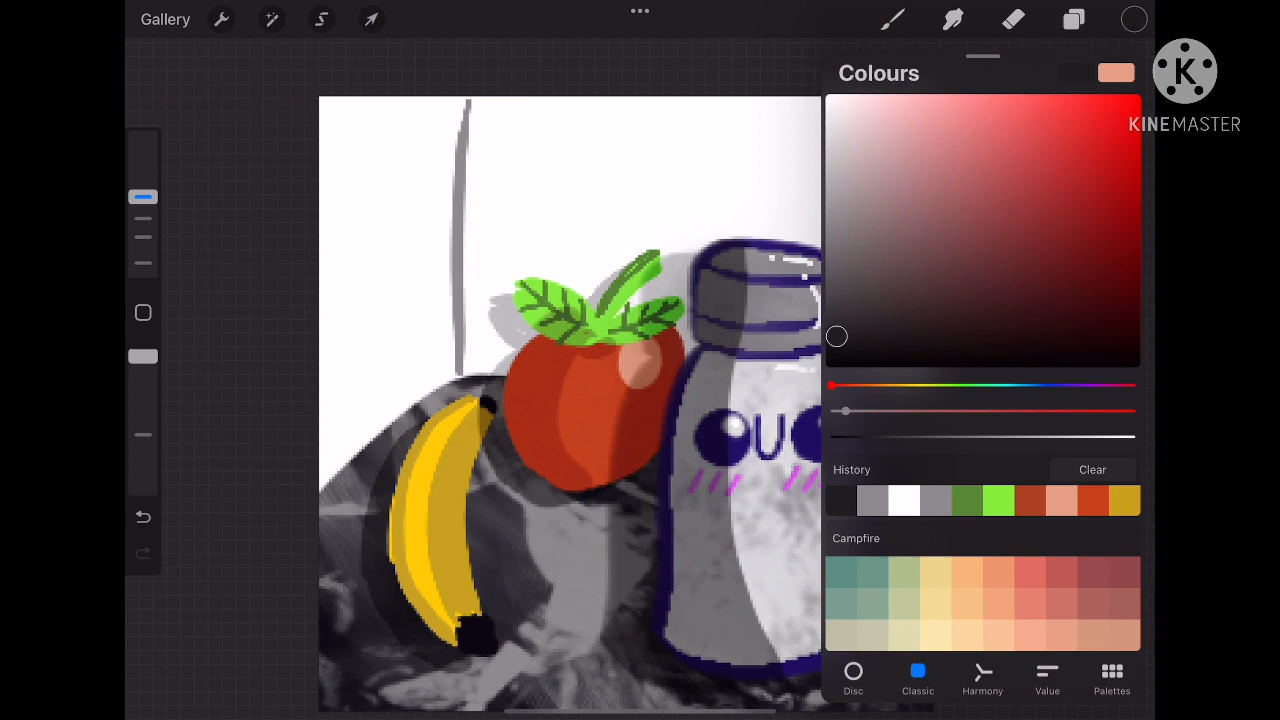 Gallery
Colours
K
KINEMASTER
History
Clear
Campfire
Disc
Classic
Harmony
Value
Palettes